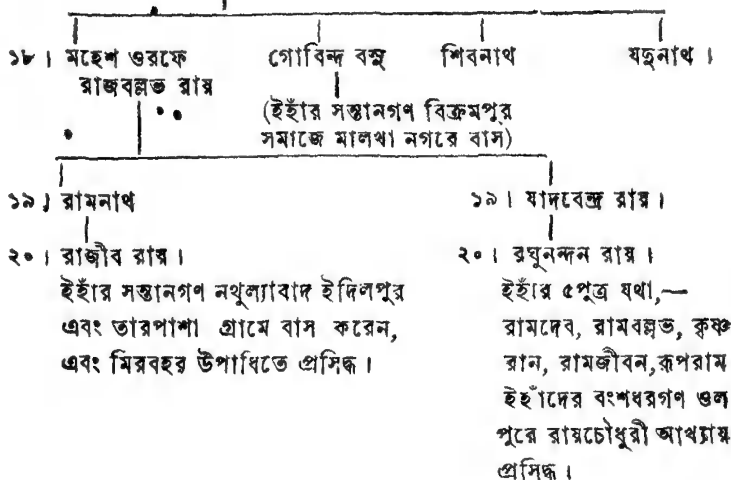 ১৮। মহেশ ওরফে রাজবল্লভ রায়
গোবিন্দ বসু
শিবনাথ
যদুনাথ।
(ইহাঁর সন্তানগণ বিক্রমপুর
সমাজে মালখা নগরে বাস)
১৯। রামনাথ
১৯। যাদবেন্দ্র রায়।
২০। রাজীব রায়।
ইহাঁর সন্তানগণ নথুল্যাবাদ ইদিলপুর
এবং তারপাশা গ্রামে বাস করেন,
এবং মিরবহর উপাধিতে প্রসিদ্ধ।
২০। রঘুনন্দন রায়।
ইহাঁর ৫পুত্র যথা,—
রামদেব, রামবল্লভ, কৃষ্ণ
রান, রামজীবন,রূপরাম
ইহাঁদের বংশধরগণ ওল
পুরে রায়চৌধুরী আখ্যায়
প্রসিদ্ধ।